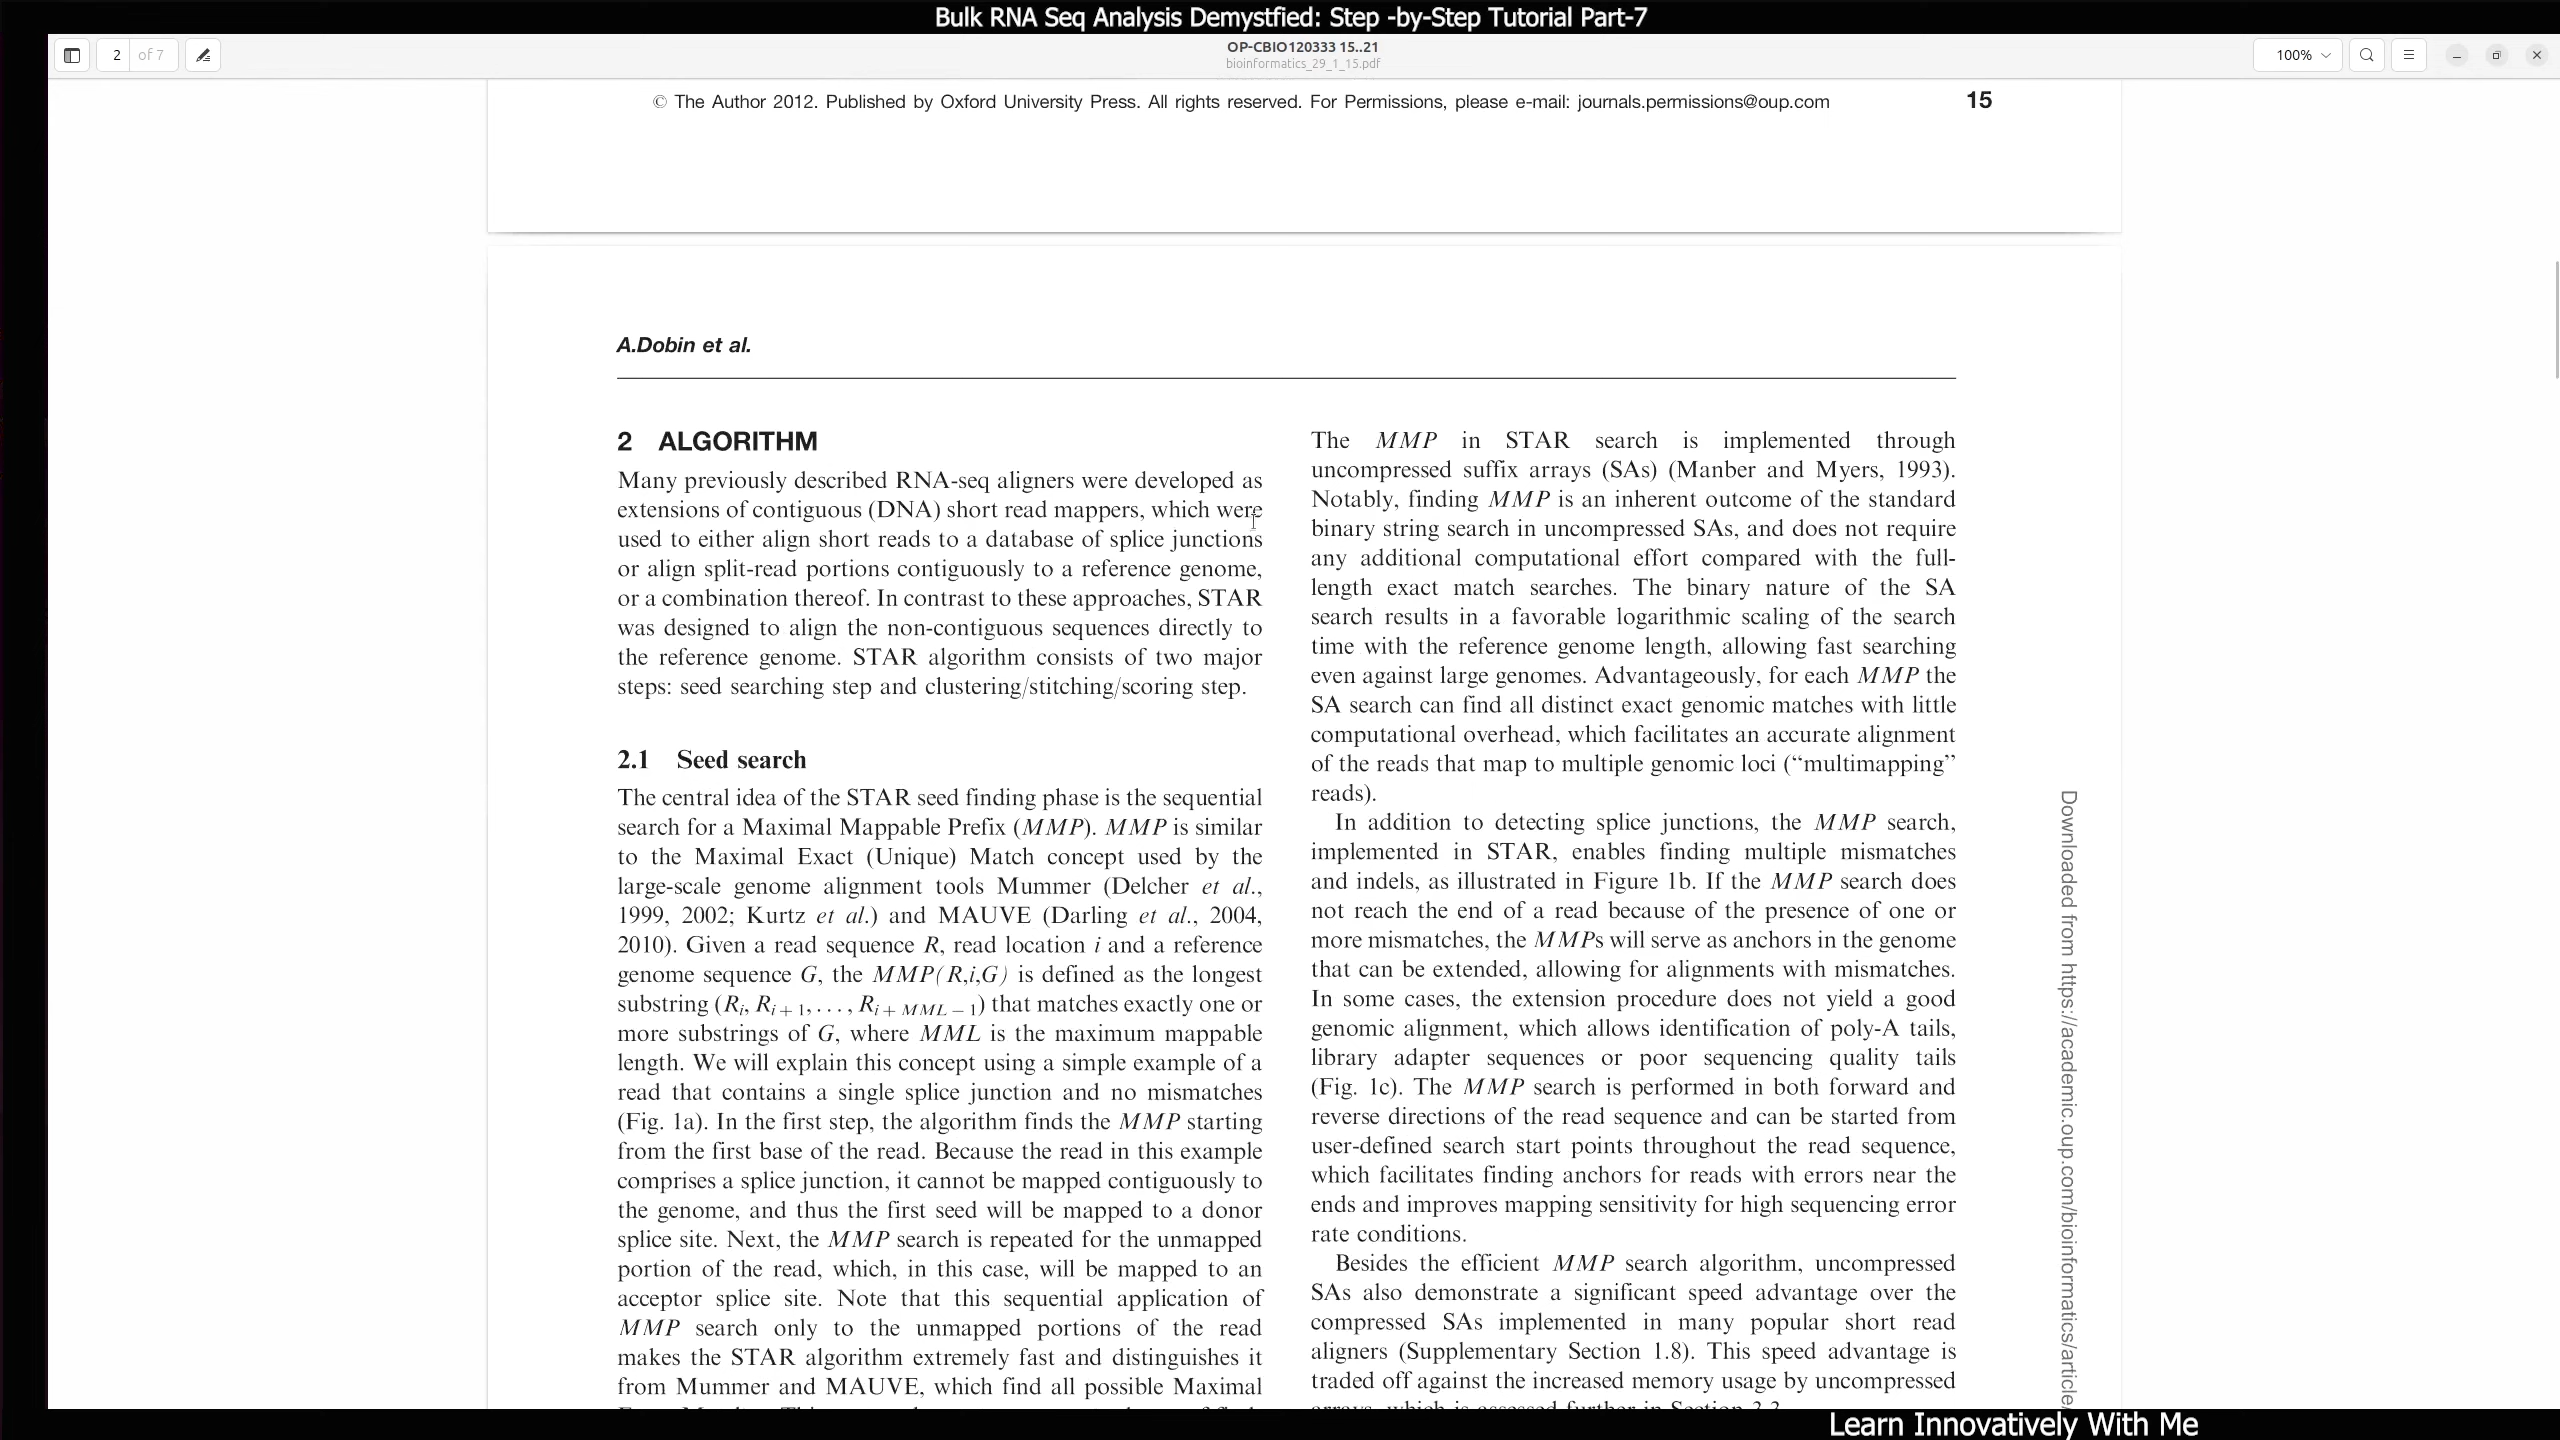 Bulk RNA Seq Analysis Demystfied: Step -by-Step Tutorial Part-7
2 of 7
OP-CBIO120333 15..21
bioinformatics_29_1_15.pdf
100%
© The Author 2012. Published by Oxford University Press. All rights reserved. For Permissions, please e-mail: journals.permissions@oup.com
15
A.Dobin et al.
2 ALGORITHM
Many previously described RNA-seq aligners were developed as
extensions of contiguous (DNA) short read mappers, which were
used to either align short reads to a database of splice junctions
or align split-read portions contiguously to a reference genome,
or a combination thereof. In contrast to these approaches, STAR
was designed to align the non-contiguous sequences directly to
the reference genome. STAR algorithm consists of two major
steps: seed searching step and clustering/stitching/scoring step.
2.1 Seed search
The central idea of the STAR seed finding phase is the sequential
search for a Maximal Mappable Prefix (MMP). MMP is similar
to the Maximal Exact (Unique) Match concept used by the
large-scale genome alignment tools Mummer (Delcher et al.,
1999, 2002; Kurtz et al.) and MAUVE (Darling et al., 2004,
2010). Given a read sequence R, read location i and a reference
genome sequence G, the MMP(R,i,G) is defined as the longest
substring (Ri, Ri + 1, . . . , Ri + MML − 1) that matches exactly one or
more substrings of G, where MML is the maximum mappable
length. We will explain this concept using a simple example of a
read that contains a single splice junction and no mismatches
(Fig. 1a). In the first step, the algorithm finds the MMP starting
from the first base of the read. Because the read in this example
comprises a splice junction, it cannot be mapped contiguously to
the genome, and thus the first seed will be mapped to a donor
splice site. Next, the MMP search is repeated for the unmapped
portion of the read, which, in this case, will be mapped to an
acceptor splice site. Note that this sequential application of
MMP search only to the unmapped portions of the read
makes the STAR algorithm extremely fast and distinguishes it
from Mummer and MAUVE, which find all possible Maximal
The MMP in STAR search is implemented through
uncompressed suffix arrays (SAs) (Manber and Myers, 1993).
Notably, finding MMP is an inherent outcome of the standard
binary string search in uncompressed SAs, and does not require
any additional computational effort compared with the full-
length exact match searches. The binary nature of the SA
search results in a favorable logarithmic scaling of the search
time with the reference genome length, allowing fast searching
even against large genomes. Advantageously, for each MMP the
SA search can find all distinct exact genomic matches with little
computational overhead, which facilitates an accurate alignment
of the reads that map to multiple genomic loci (“multimapping”
reads).
In addition to detecting splice junctions, the MMP search,
implemented in STAR, enables finding multiple mismatches
and indels, as illustrated in Figure 1b. If the MMP search does
not reach the end of a read because of the presence of one or
more mismatches, the MMPs will serve as anchors in the genome
that can be extended, allowing for alignments with mismatches.
In some cases, the extension procedure does not yield a good
genomic alignment, which allows identification of poly-A tails,
library adapter sequences or poor sequencing quality tails
(Fig. 1c). The MMP search is performed in both forward and
reverse directions of the read sequence and can be started from
user-defined search start points throughout the read sequence,
which facilitates finding anchors for reads with errors near the
ends and improves mapping sensitivity for high sequencing error
rate conditions.
Besides the efficient MMP search algorithm, uncompressed
SAs also demonstrate a significant speed advantage over the
compressed SAs implemented in many popular short read
aligners (Supplementary Section 1.8). This speed advantage is
traded off against the increased memory usage by uncompressed
arrays, which is assessed further in Section
Downloaded from https://academic.oup.com/bioinformatics/article/
Learn Innovatively With Me